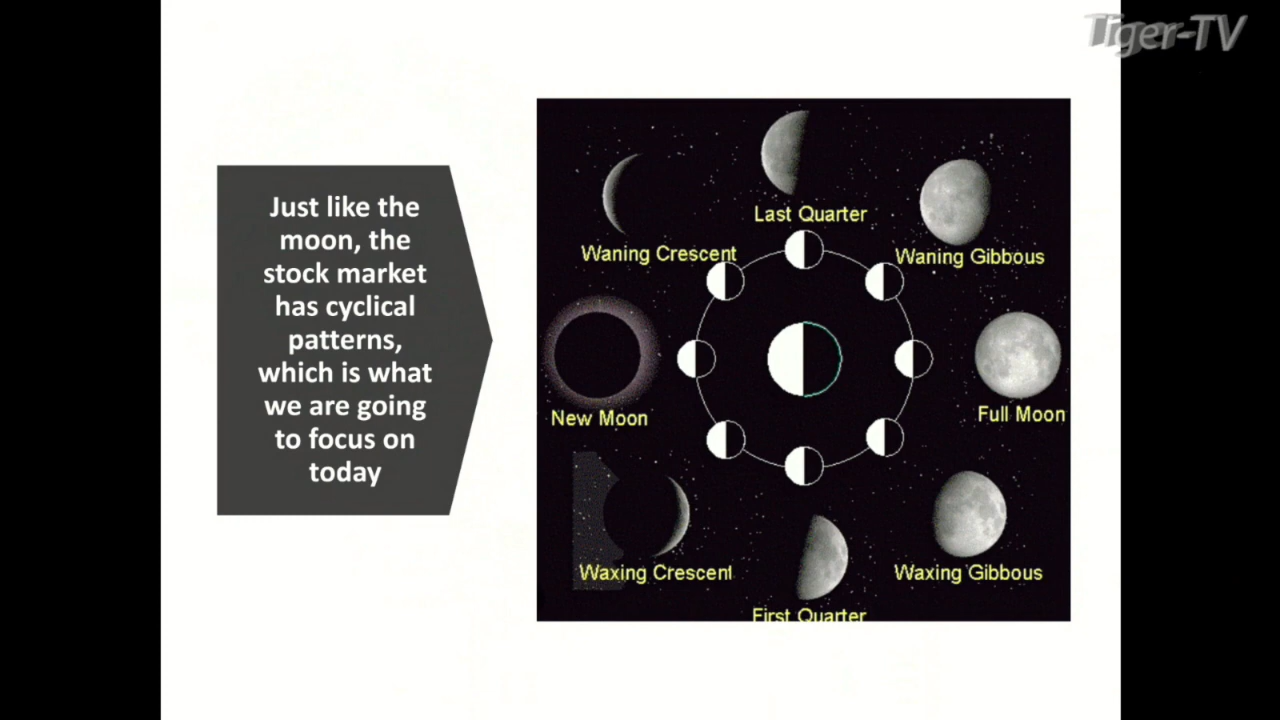 Tiger-TV
Just like the
moon, the
stock market
has cyclical
patterns,
which is what
we are going
to focus on
today
Last Quarter
Waning Crescent
Waning Gibbous
New Moon
Full Moon
Waxing Crescent
Waxing Gibbous
First Quarter